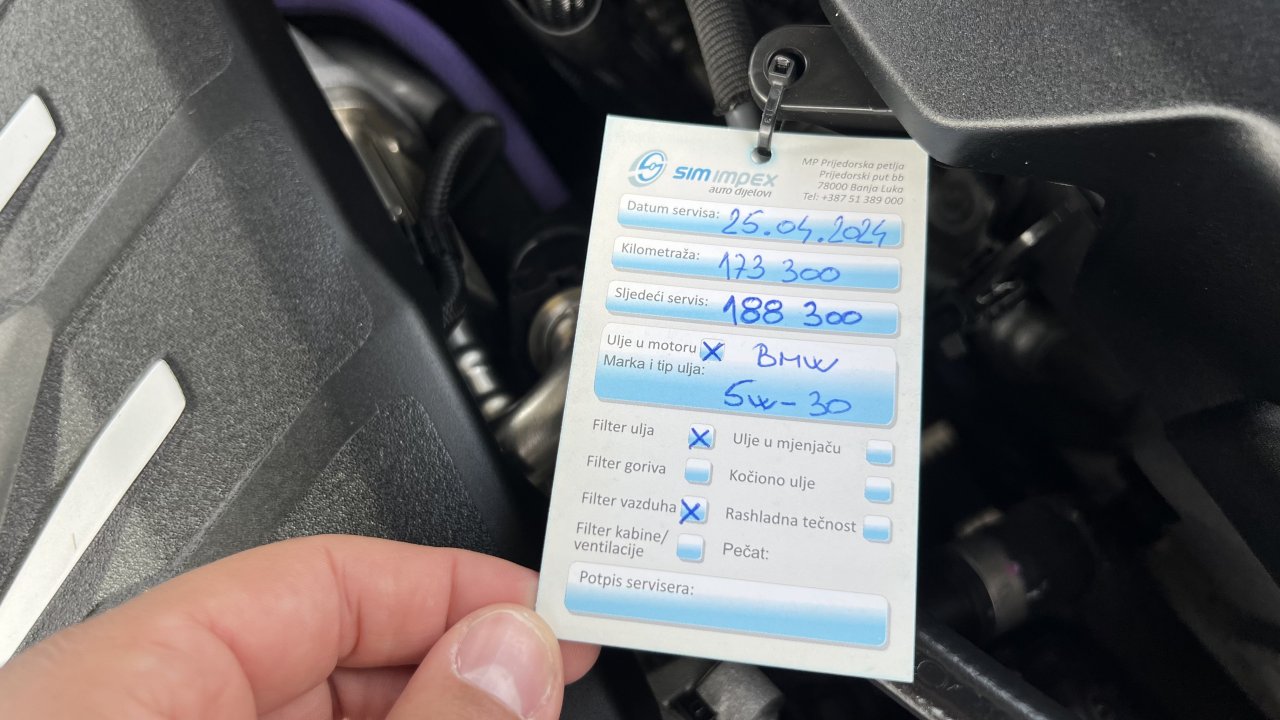 SIM IMPEX
auto dijelovi
MP Prijedorska petlja
Prijedorski put bb
78000 Banja Luka
Tel: +387 51 389 000
Datum servisa: 25.04.2024
Kilometraža: 173 300
Sljedeći servis: 188 300
Ulje u motoru X BMW
Marka i tip ulja: 5W-30
Filter ulja X Ulje u mjenjaču
Filter goriva Kočiono ulje
Filter vazduha X Rashladna tečnost
Filter kabine/
ventilacije Pečat:
Potpis servisera: